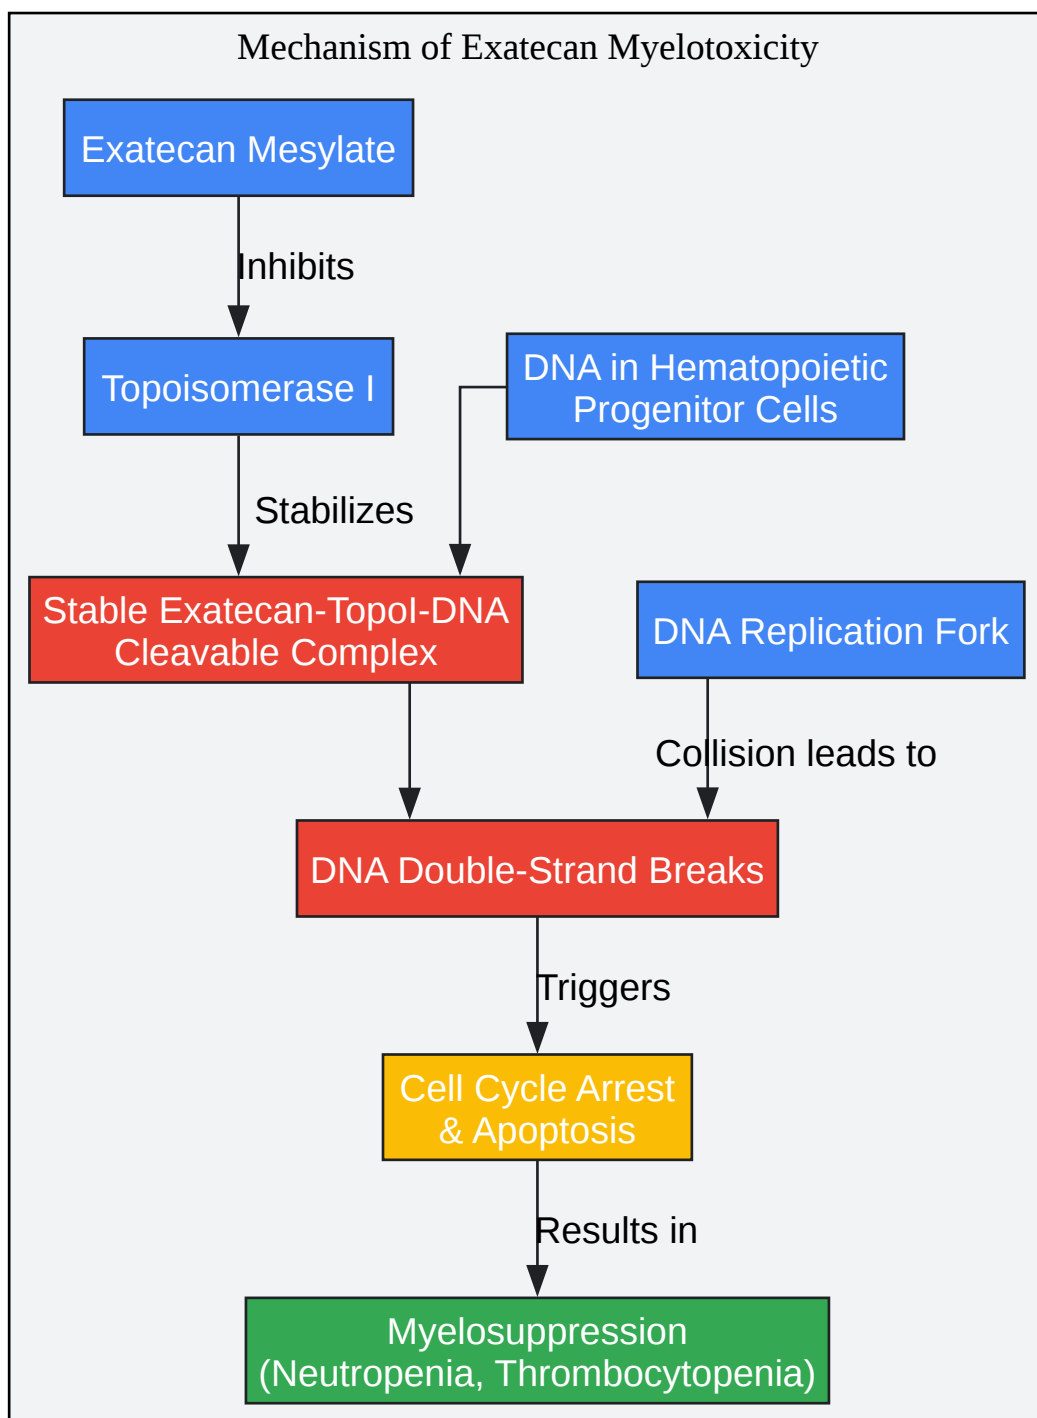 Mechanism of Exatecan Myelotoxicity
Exatecan Mesylate
Inhibits
Topoisomerase I
DNA in Hematopoietic
Progenitor Cells
Stabilizes
Stable Exatecan-TopoI-DNA
Cleavable Complex
DNA Replication Fork
Collision leads to
DNA Double-Strand Breaks
Triggers
Cell Cycle Arrest
& Apoptosis
Results in
Myelosuppression
(Neutropenia, Thrombocytopenia)